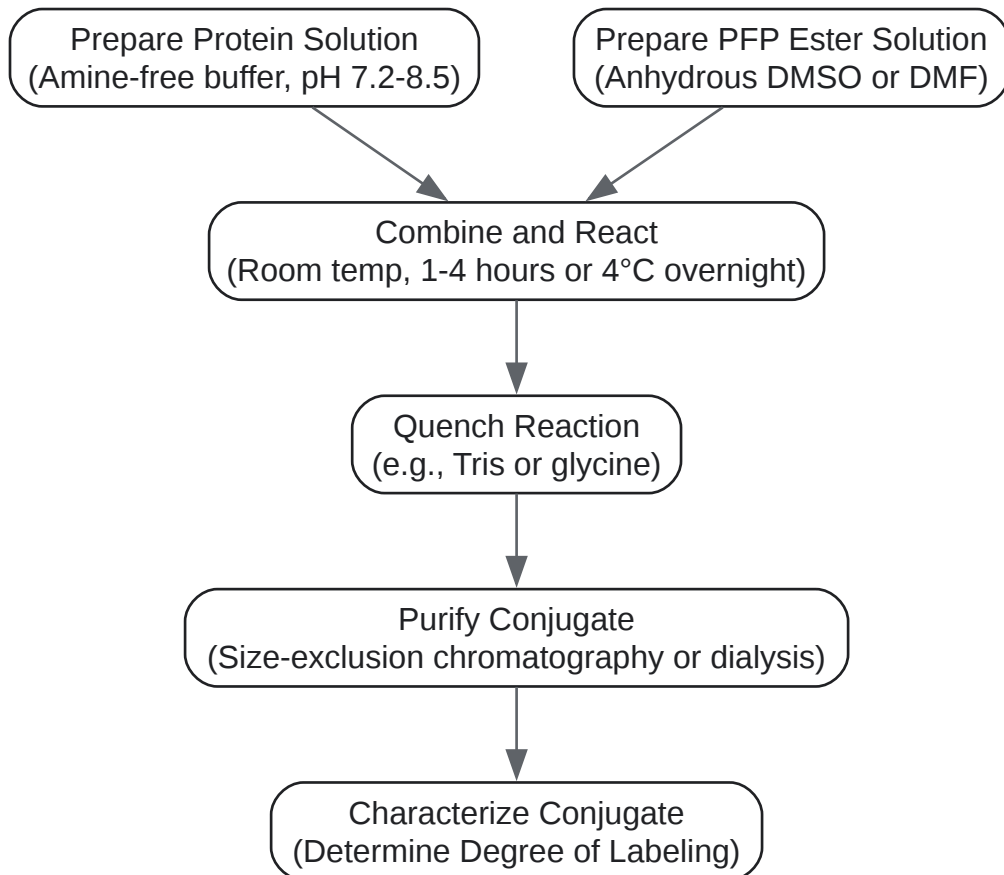 Prepare Protein Solution
(Amine-free buffer, pH 7.2-8.5)
Prepare PFP Ester Solution
(Anhydrous DMSO or DMF)
Combine and React
(Room temp, 1-4 hours or 4°C overnight)
Quench Reaction
(e.g., Tris or glycine)
Purify Conjugate
(Size-exclusion chromatography or dialysis)
Characterize Conjugate
(Determine Degree of Labeling)